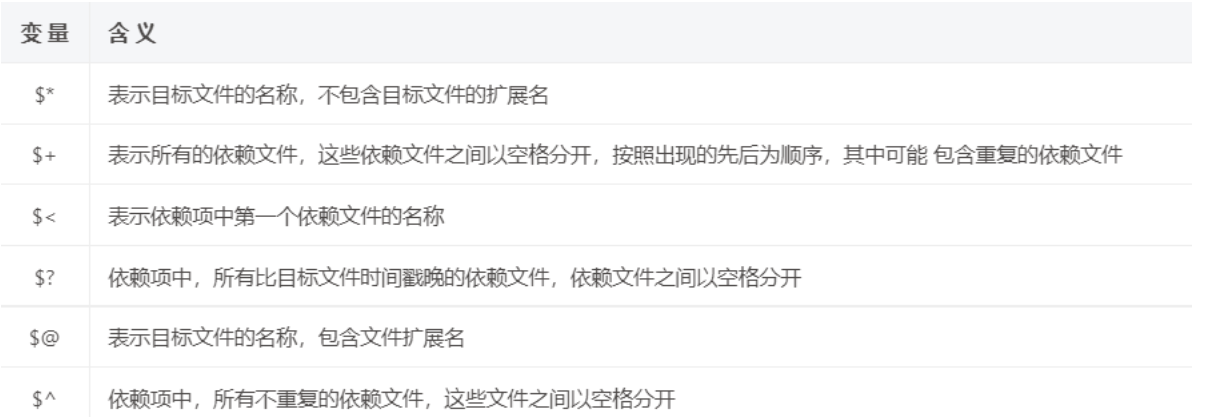 变量 含义
$* 表示目标文件的名称，不包含目标文件的扩展名
$+ 表示所有的依赖文件，这些依赖文件之间以空格分开，按照出现的先后为顺序，其中可能 包含重复的依赖文件
$< 表示依赖项中第一个依赖文件的名称
$? 依赖项中，所有比目标文件时间戳晚的依赖文件，依赖文件之间以空格分开
$@ 表示目标文件的名称，包含文件扩展名
$^ 依赖项中，所有不重复的依赖文件，这些文件之间以空格分开